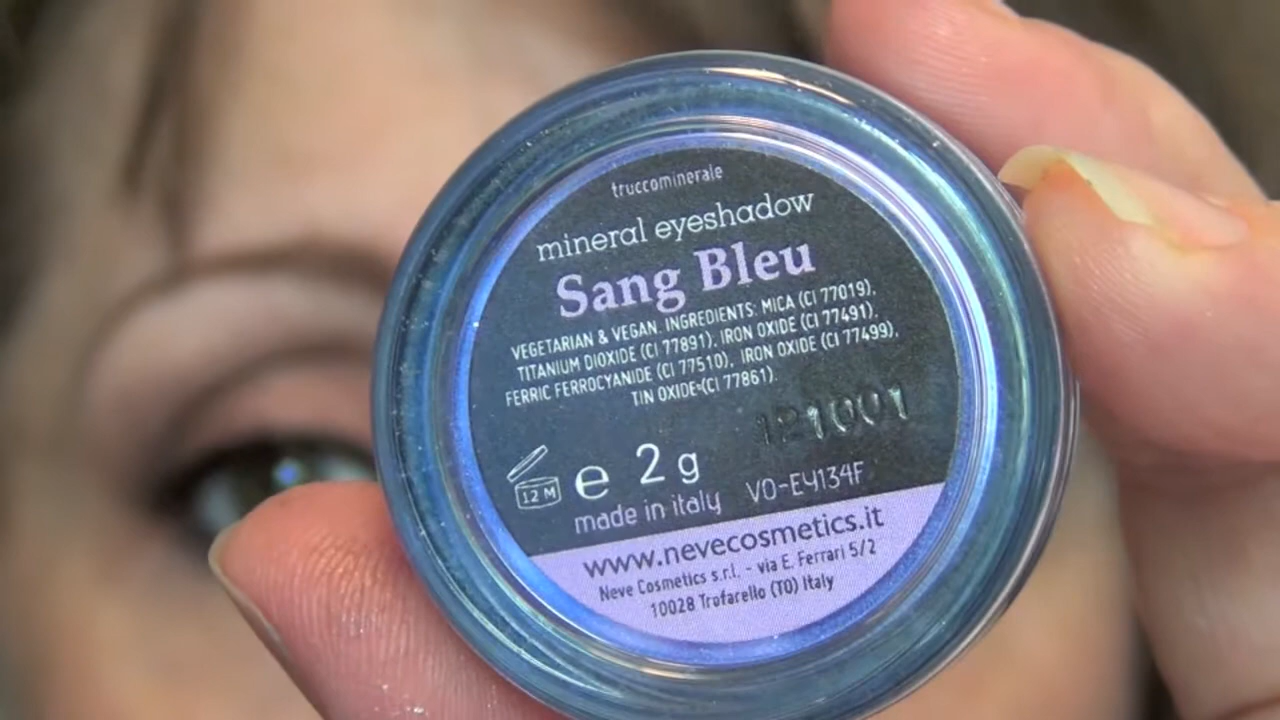 truccominerale
mineral eyeshadow
Sang Bleu
VEGETARIAN & VEGAN. INGREDIENTS: MICA (CI 77019),
TITANIUM DIOXIDE (CI 77891), IRON OXIDE (CI 77491),
FERRIC FERROCYANIDE (CI 77510), IRON OXIDE (CI 77499),
TIN OXIDE (CI 77861).
121001
12 M e 2 g
made in italy VO-EY134F
www.nevecosmetics.it
Neve Cosmetics s.r.l. - via E. Ferrari 5/2
10028 Trofarello (TO) Italy